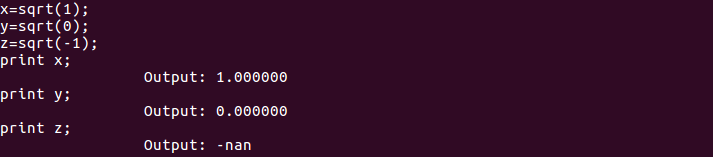 x=sqrt(1);
y=sqrt(0);
z=sqrt(-1);
print x;
Output: 1.000000
print y;
Output: 0.000000
print z;
Output: -nan